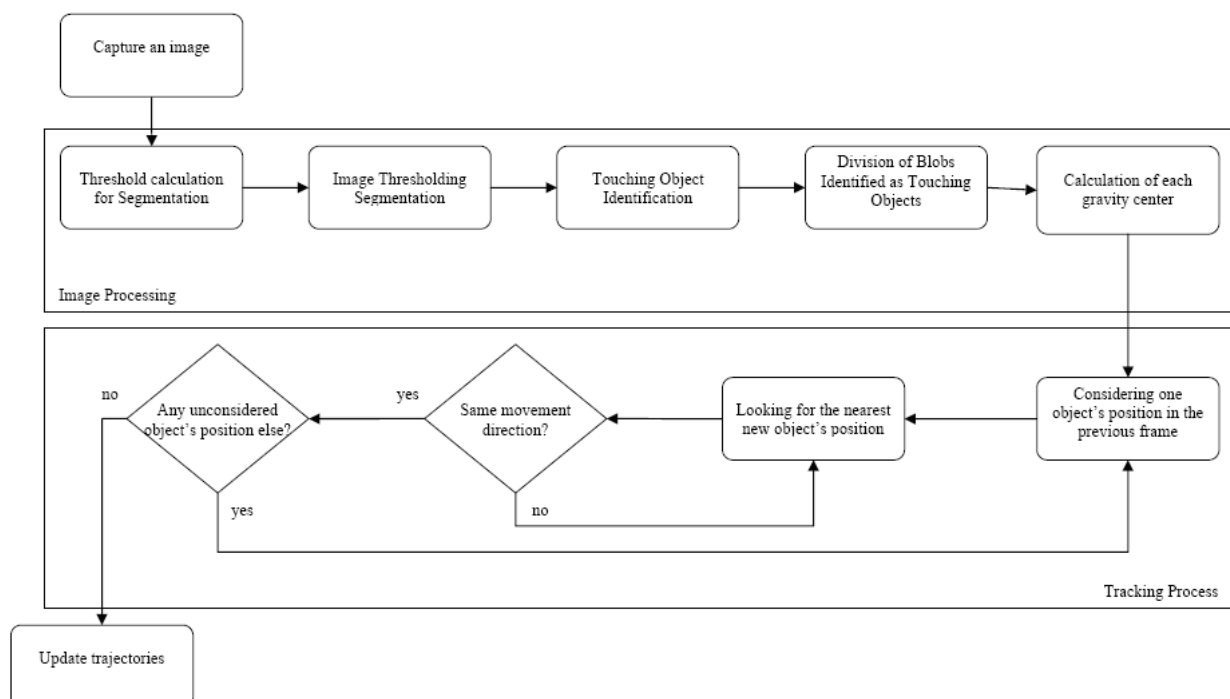 Capture an image
Threshold calculation
for Segmentation
Image Thresholding
Segmentation
Touching Object
Identification
Division of Blobs
Identified as Touching
Objects
Calculation of each
gravity center
Image Processing
no
Any unconsidered
object's position else?
yes
yes
Same movement
direction?
no
Looking for the nearest
new object's position
Considering one
object's position in the
previous frame
Tracking Process
Update trajectories